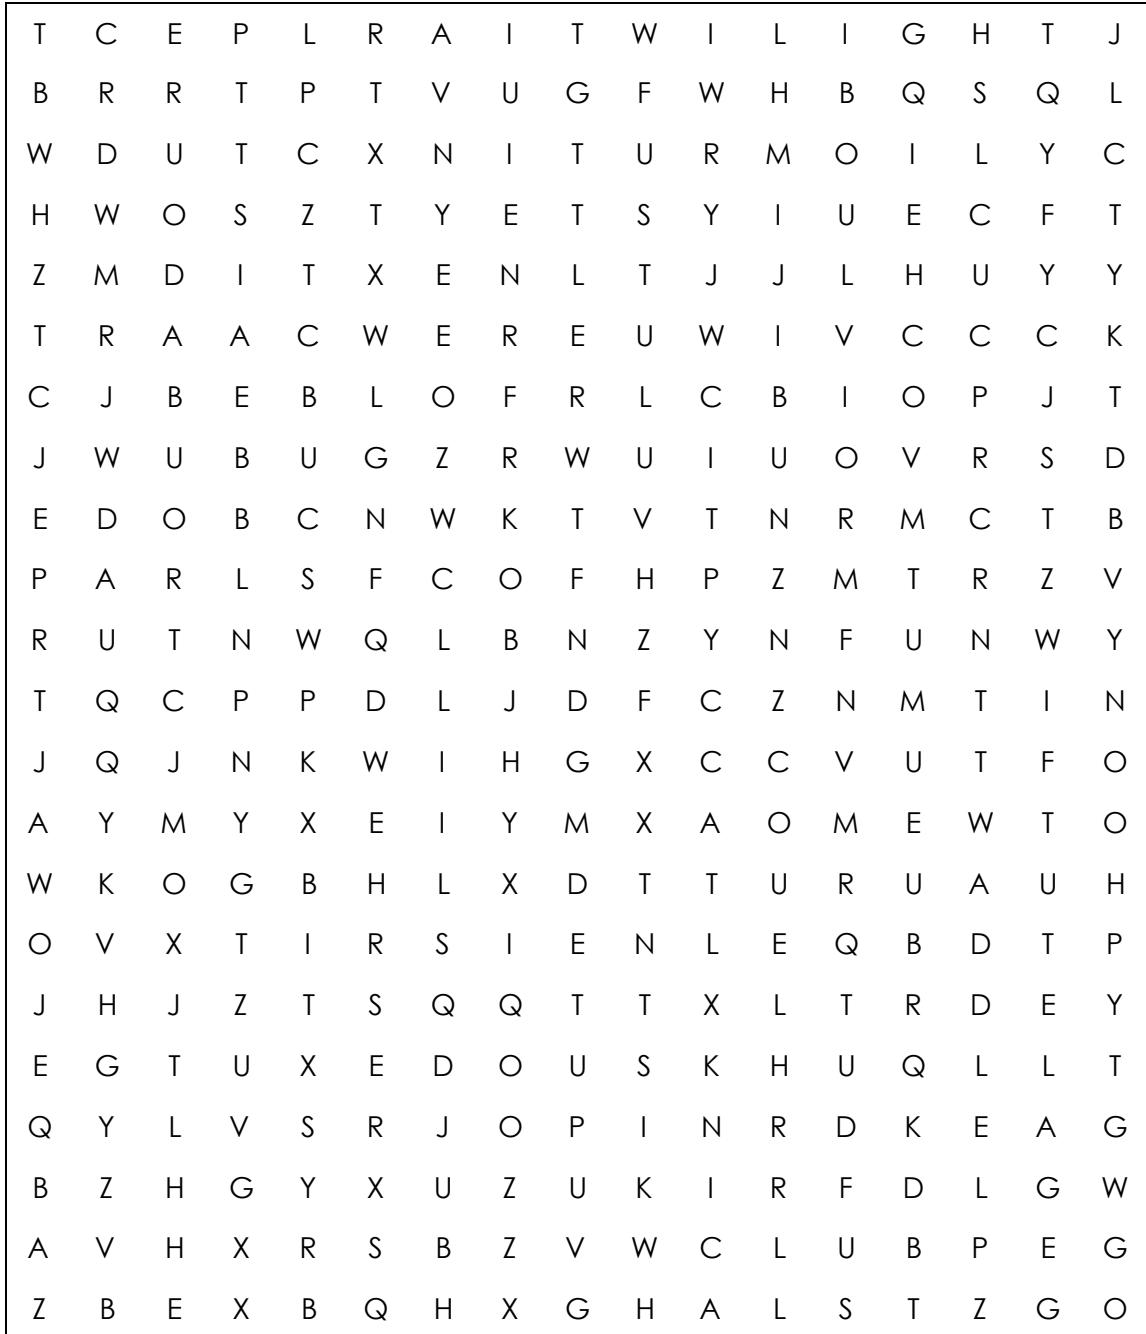 T C E P L R A I T W I L I G H T J
B R R T P T V U G F W H B Q S Q L
W D U T C X N I T U R M O I L Y C
H W O S Z T Y E T S Y I U E C F T
Z M D I T X E N L T J J L H U Y Y
T R A A C W E R E U W I V C C C K
C J B E B L O F R L C B I O P J T
J W U B U G Z R W U I U O V R S D
E D O B C N W K T V T N R M C T B
P A R L S F C O F H P Z M T R Z V
R U T N W Q L B N Z Y N F U N W Y
T Q C P P D L J D F C Z N M T I N
J Q J N K W I H G X C C V U T F O
A Y M Y X E I Y M X A O M E W T O
W K O G B H L X D T T U R U A U H
O V X T I R S I E N L E Q B D T P
J H J Z T S Q Q T T X L T R D E Y
E G T U X E D O U S K H U Q L L T
Q Y L V S R J O P I N R D K E A G
B Z H G Y X U Z U K I R F D L G W
A V H X R S B Z V W C L U B P E G
Z B E X B Q H X G H A L S T Z G O